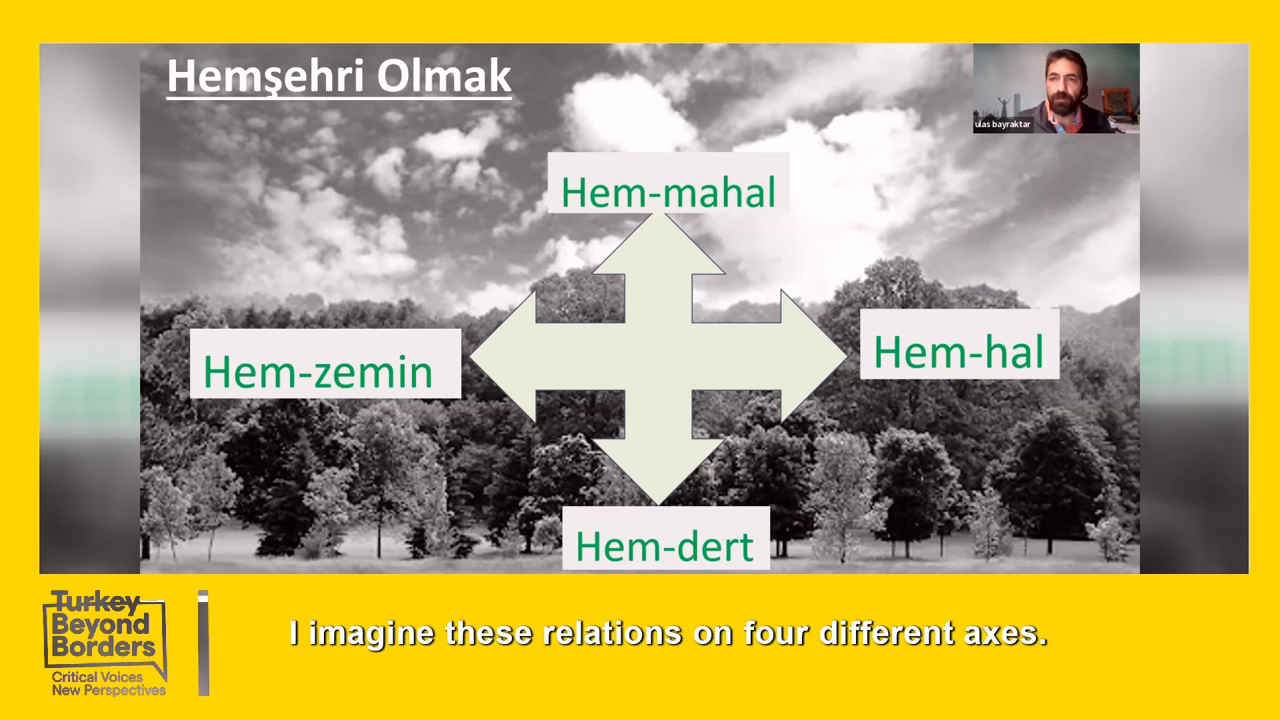 Hemşehri Olmak
ulas bayraktar
Hem-mahal
Hem-zemin
Hem-hal
Hem-dert
Turkey
Beyond
Borders
Critical Voices
New Perspectives
I imagine these relations on four different axes.